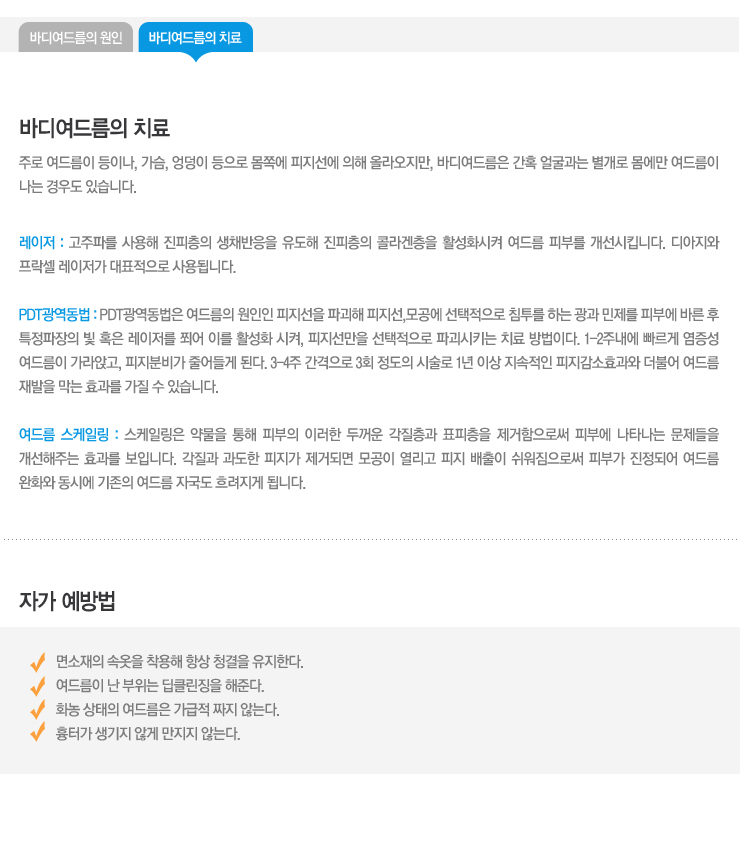 바디여드름의 원인 바디여드름의 치료
바디여드름의 치료
주로 여드름이 등이나, 가슴, 엉덩이 등으로 몸쪽에 피지선에 의해 올라오지만, 바디여드름은 간혹 얼굴과는 별개로 몸에만 여드름이
나는 경우도 있습니다.
레이저 : 고주파를 사용해 진피층의 생채반응을 유도해 진피층의 콜라겐층을 활성화시켜 여드름 피부를 개선시킵니다. 디아지와
프락셀 레이저가 대표적으로 사용됩니다.
PDT광역동법 : PDT광역동법은 여드름의 원인인 피지선을 파괴해 피지선,모공에 선택적으로 침투를 하는 광과 민제를 피부에 바른 후
특정파장의 빛 혹은 레이저를 쬐어 이를 활성화 시켜, 피지선만을 선택적으로 파괴시키는 치료 방법이다. 1-2주내에 빠르게 염증성
여드름이 가라앉고, 피지분비가 줄어들게 된다. 3-4주 간격으로 3회 정도의 시술로 1년 이상 지속적인 피지감소효과와 더불어 여드름
재발을 막는 효과를 가질 수 있습니다.
여드름 스케일링 : 스케일링은 약물을 통해 피부의 이러한 두꺼운 각질층과 표피층을 제거함으로써 피부에 나타나는 문제들을
개선해주는 효과를 보입니다. 각질과 과도한 피지가 제거되면 모공이 열리고 피지 배출이 쉬워짐으로써 피부가 진정되어 여드름
완화와 동시에 기존의 여드름 자국도 흐려지게 됩니다.
자가 예방법
면소재의 속옷을 착용해 항상 청결을 유지한다.
여드름이 난 부위는 딥클린징을 해준다.
화농 상태의 여드름은 가급적 짜지 않는다.
흉터가 생기지 않게 만지지 않는다.